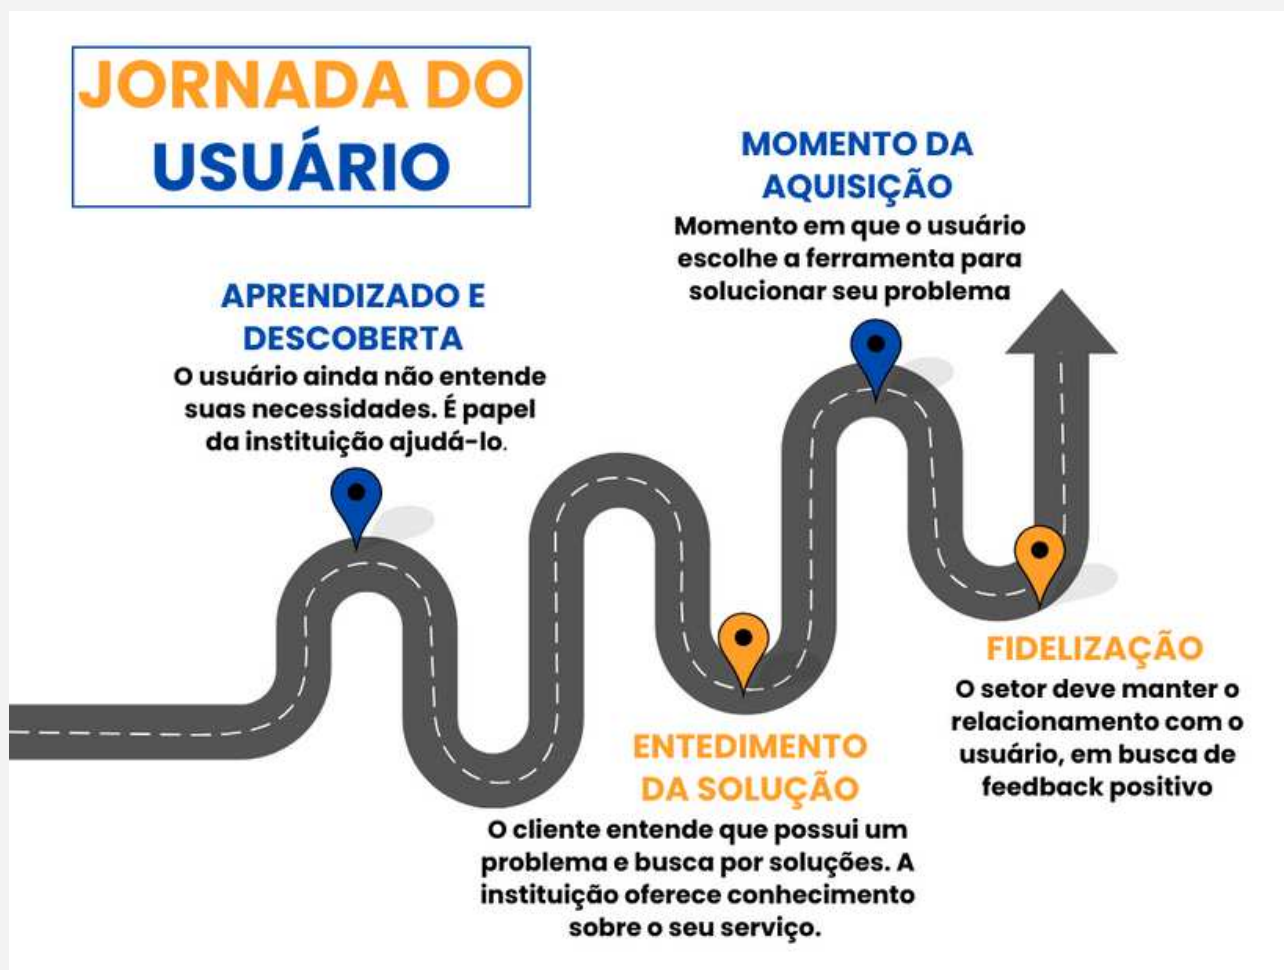 JORNADA DO
USUÁRIO
APRENDIZADO E
DESCOBERTA
O usuário ainda não entende
suas necessidades. É papel
da instituição ajudá-lo.
MOMENTO DA
AQUISIÇÃO
Momento em que o usuário
escolhe a ferramenta para
solucionar seu problema
ENTEDIMENTO
DA SOLUÇÃO
O cliente entende que possui um
problema e busca por soluções. A
instituição oferece conhecimento
sobre o seu serviço.
FIDELIZAÇÃO
O setor deve manter o
relacionamento com o
usuário, em busca de
feedback positivo